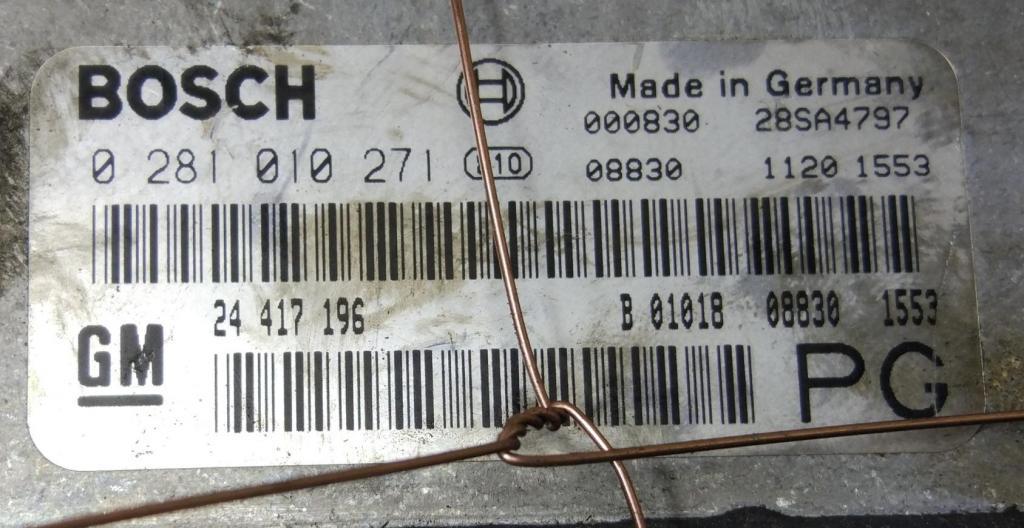 BOSCH
Made in Germany
000830 28SA4797
0 281 010 271
08830 1120 1553
24 417 196 B 01018 08830 1553
GM
PG